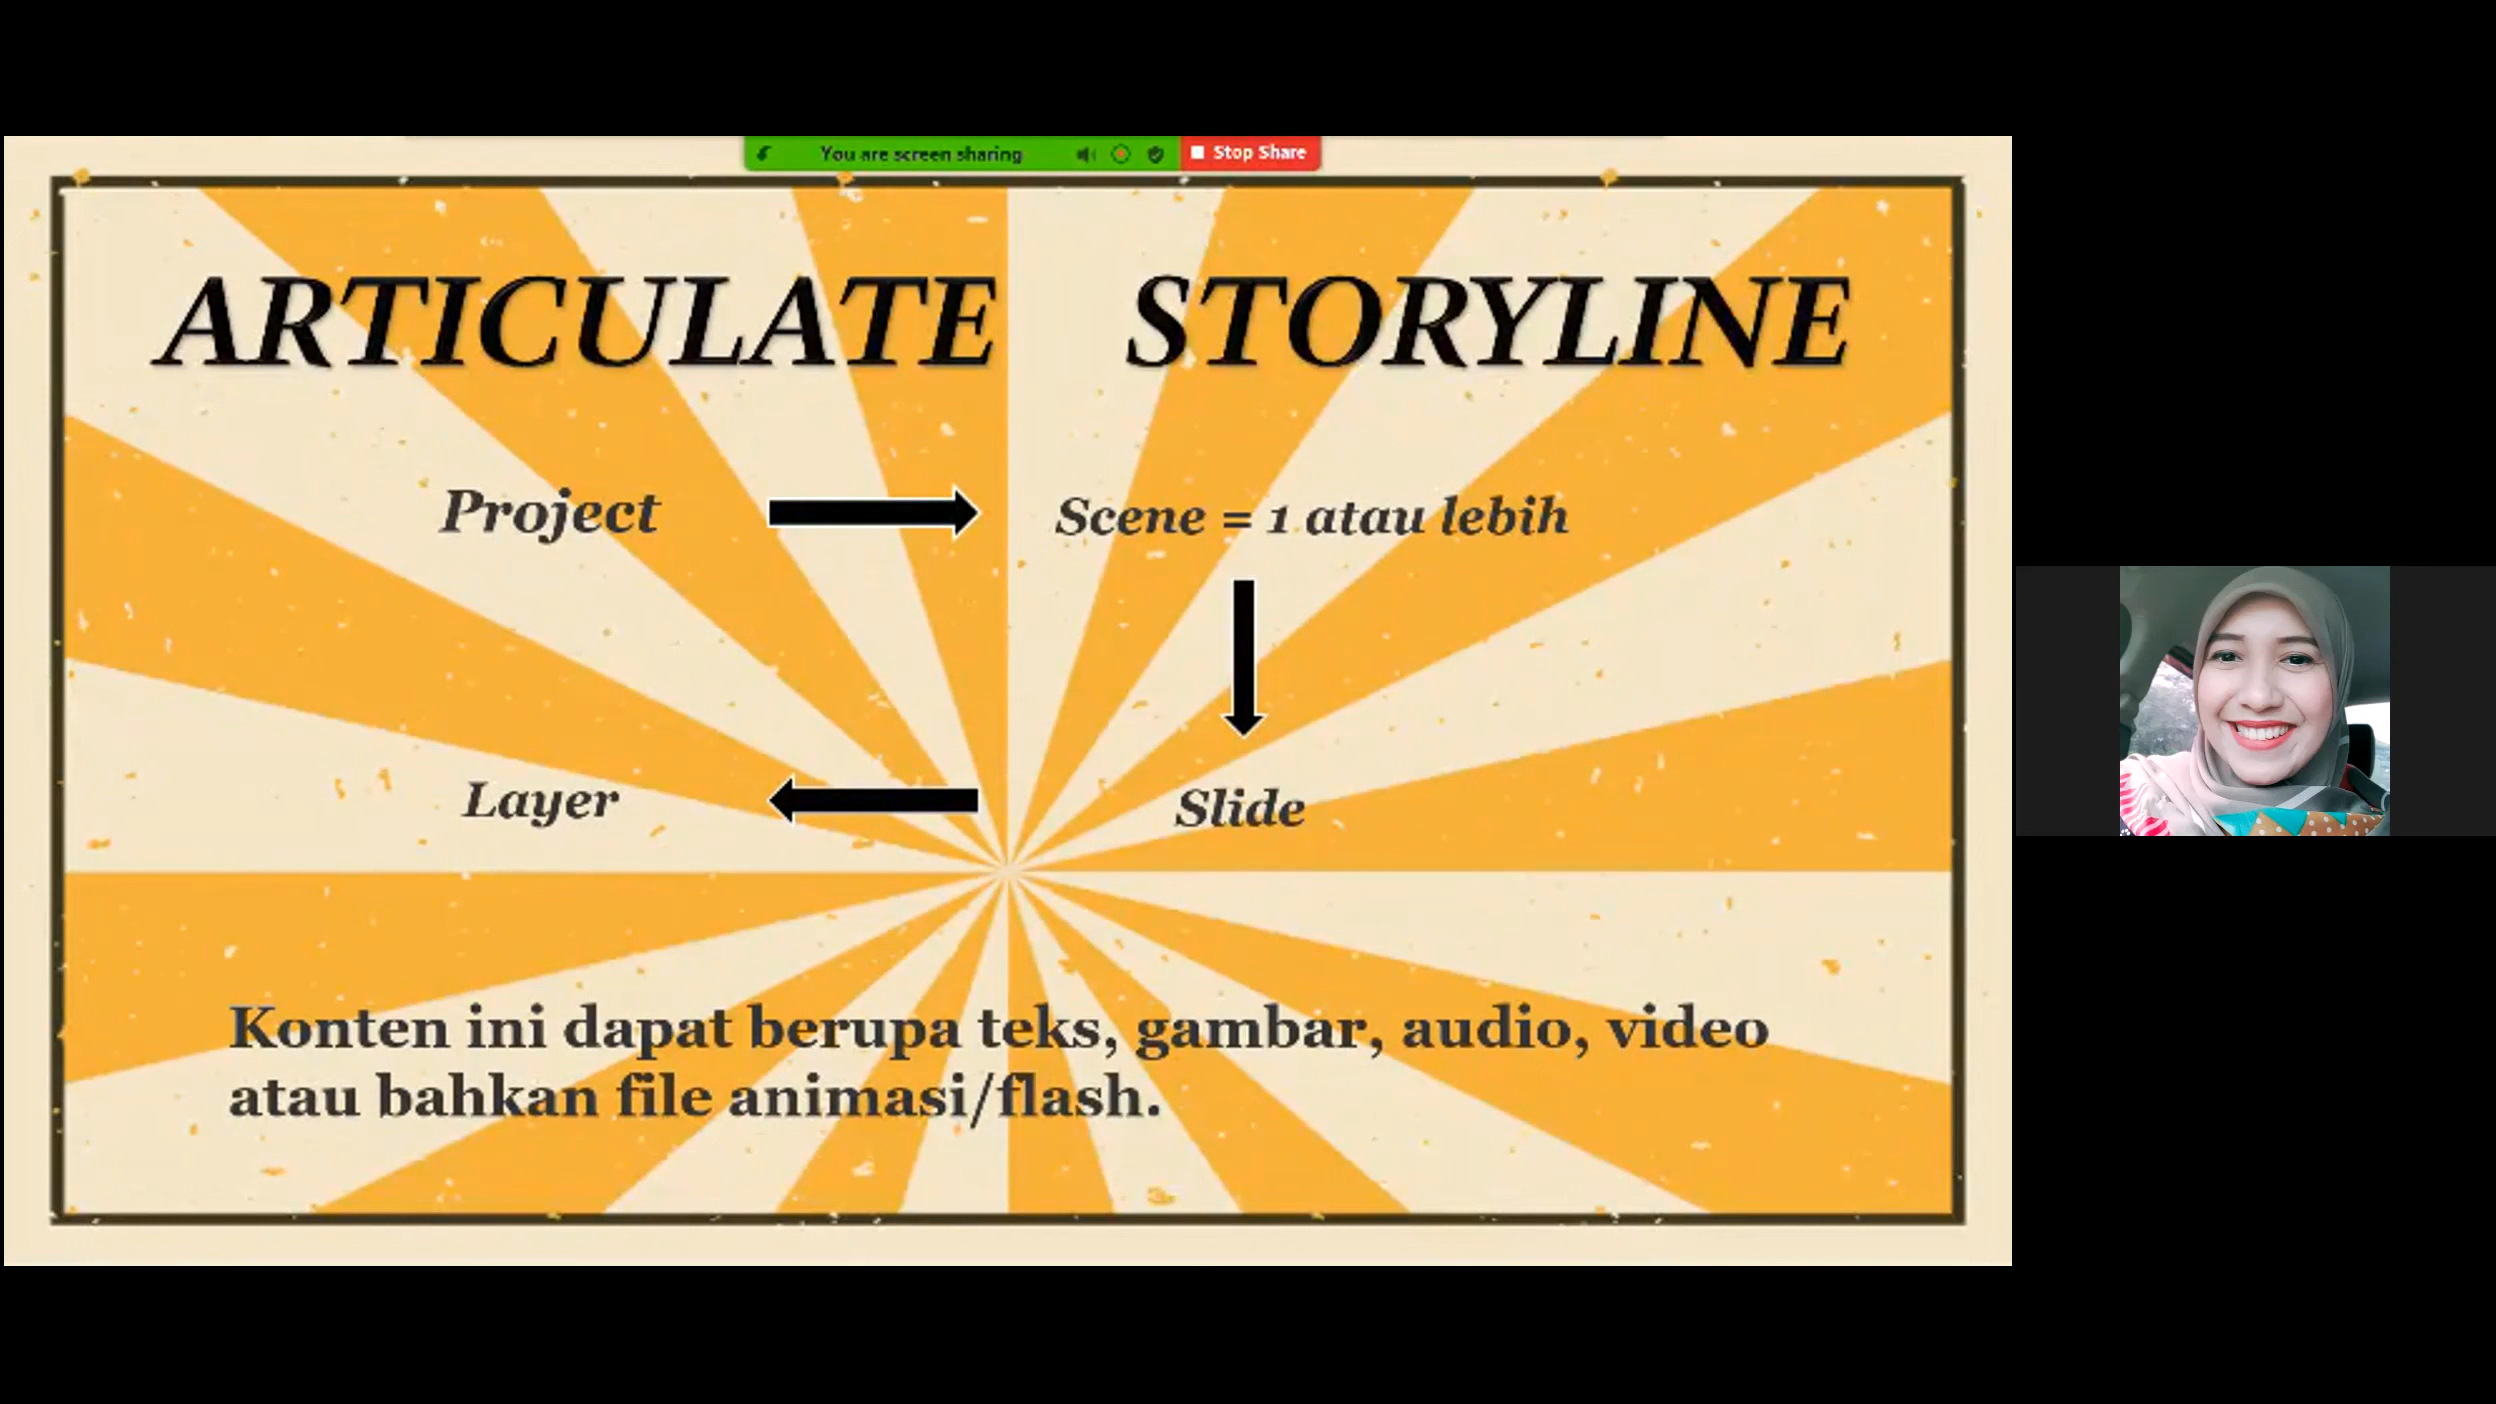 You are screen sharing
Stop Share
ARTICULATE STORYLINE
Project
Scene = 1 atau lebih
Layer
Slide
Konten ini dapat berupa teks, gambar, audio, video
atau bahkan file animasi/flash.